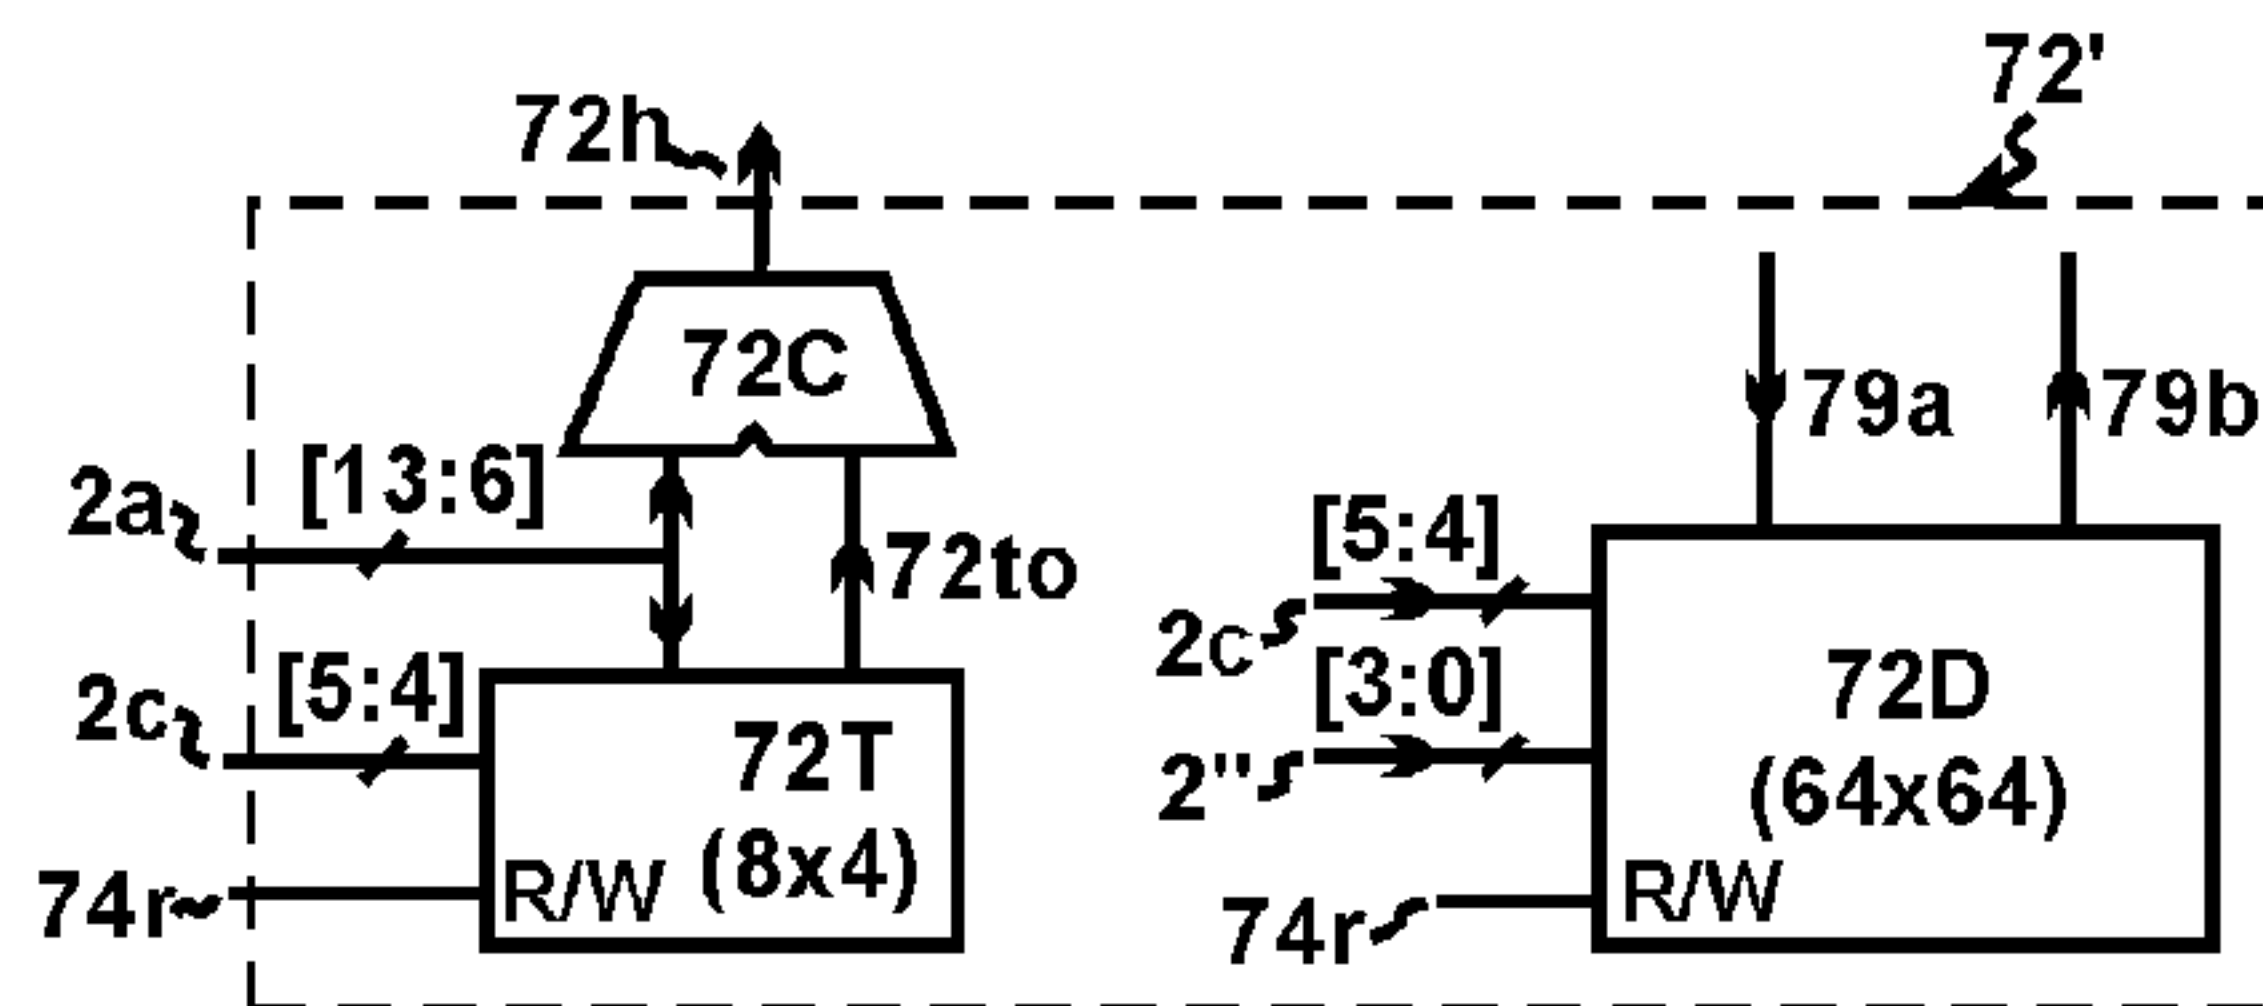 72'
72h
72C
79a
79b
2a
[13:6]
72to
[5:4]
2c
[5:4]
2c
[3:0]
2"
72T
(8x4)
R/W
74r
72D
(64x64)
R/W
74r